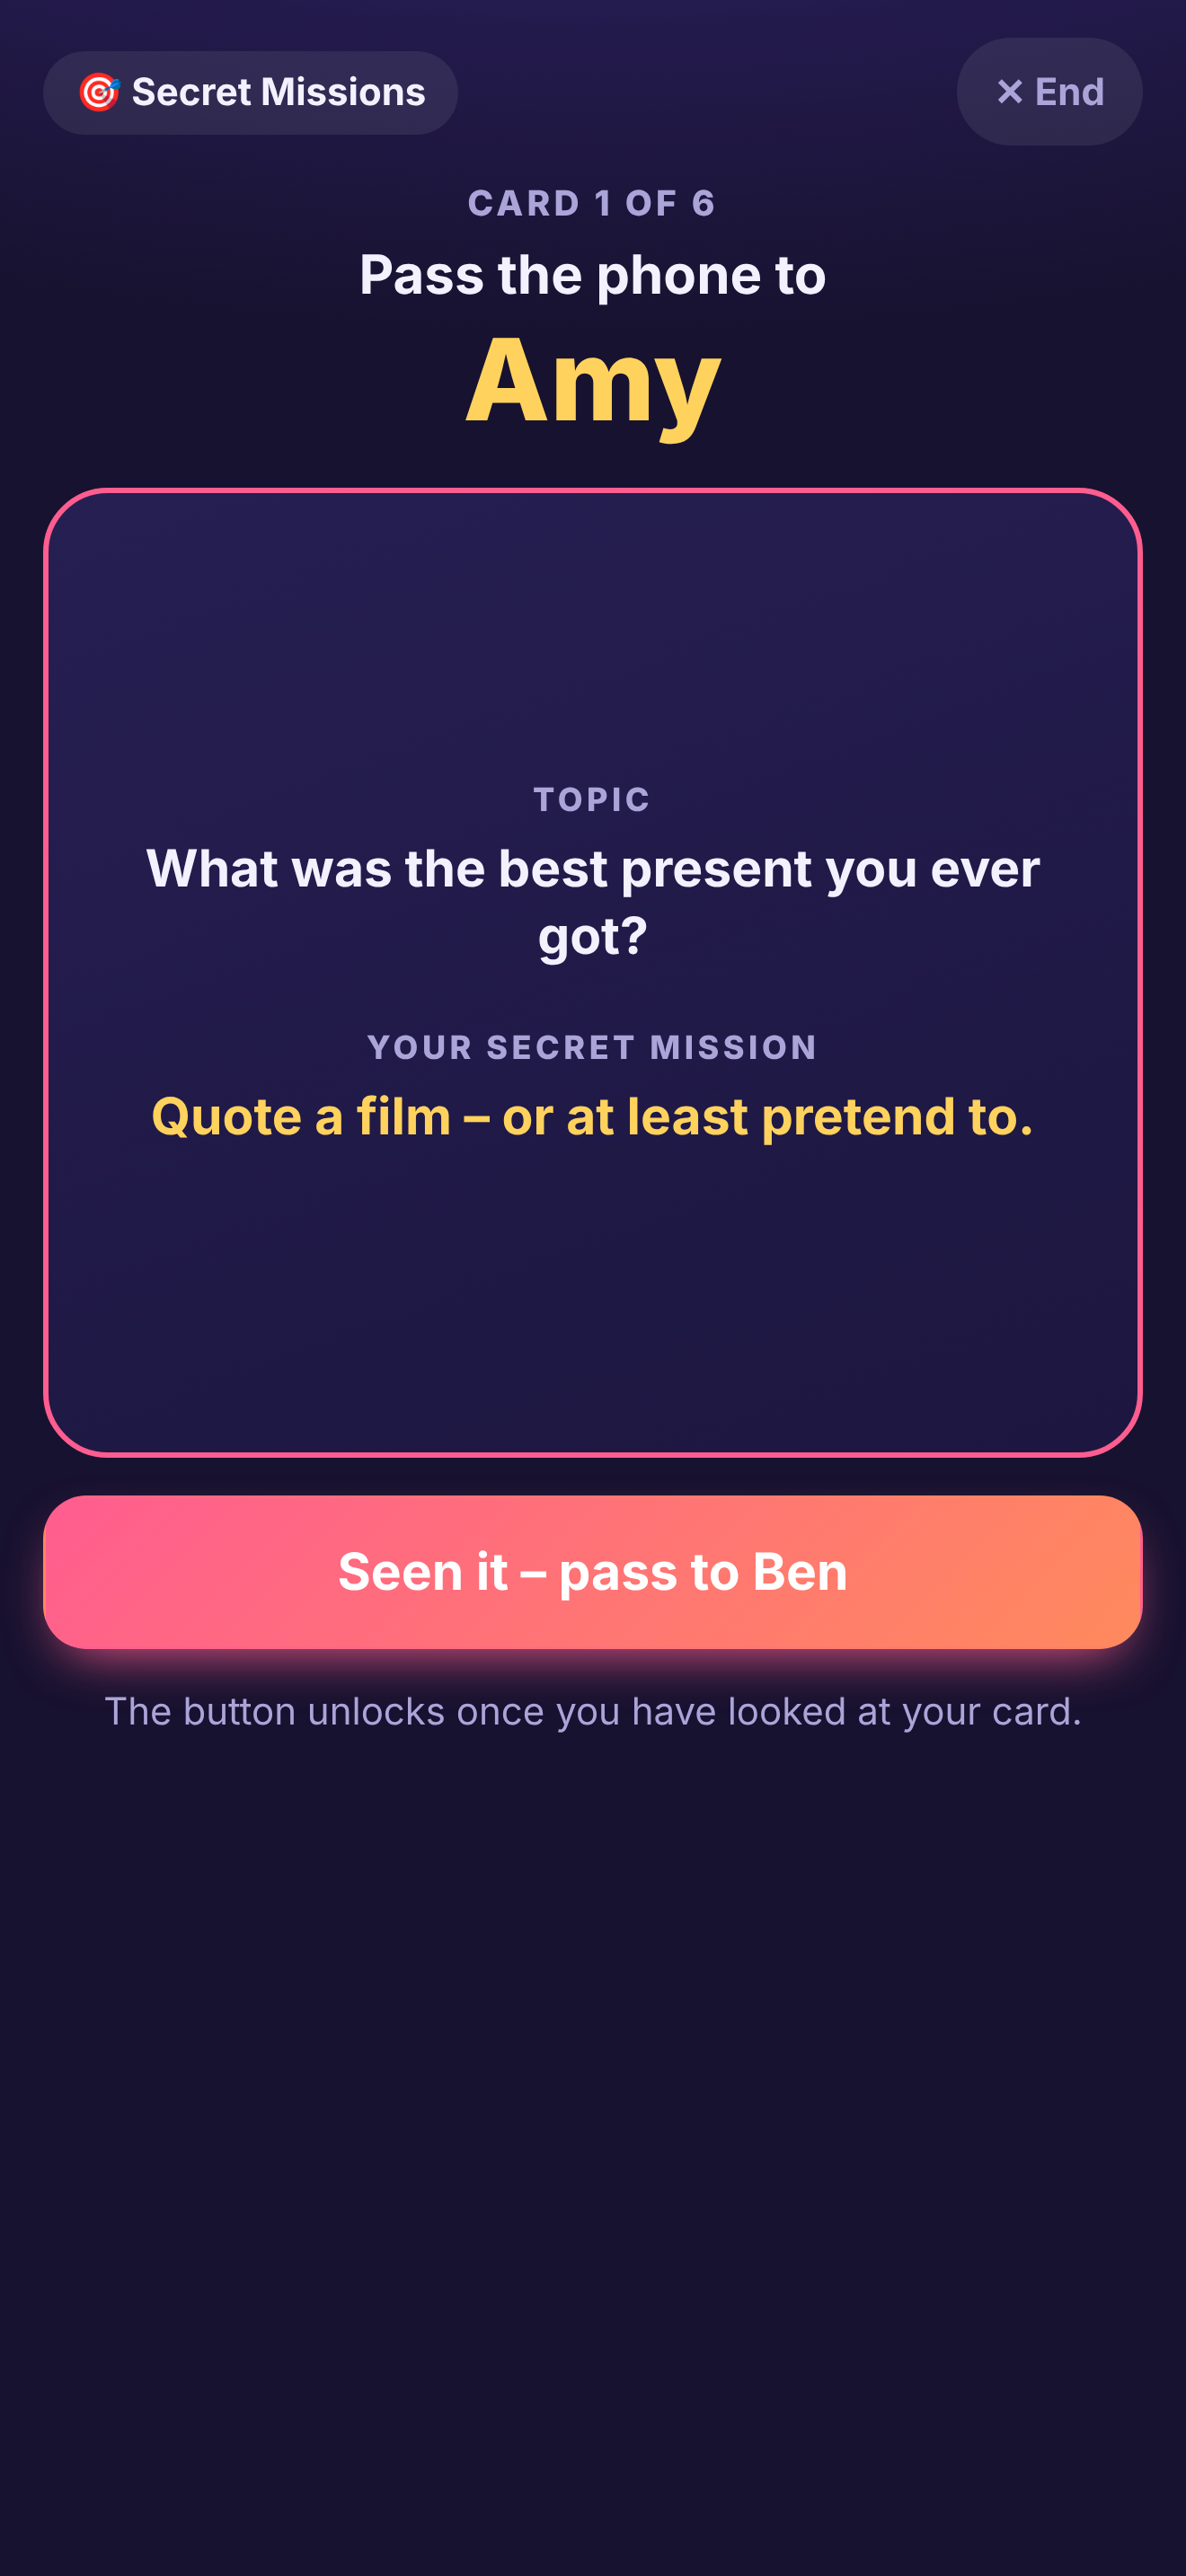 🎯 Secret Missions
✕ End
CARD 1 OF 6
Pass the phone to
Amy
TOPIC
What was the best present you ever
got?
YOUR SECRET MISSION
Quote a film – or at least pretend to.
Seen it – pass to Ben
The button unlocks once you have looked at your card.